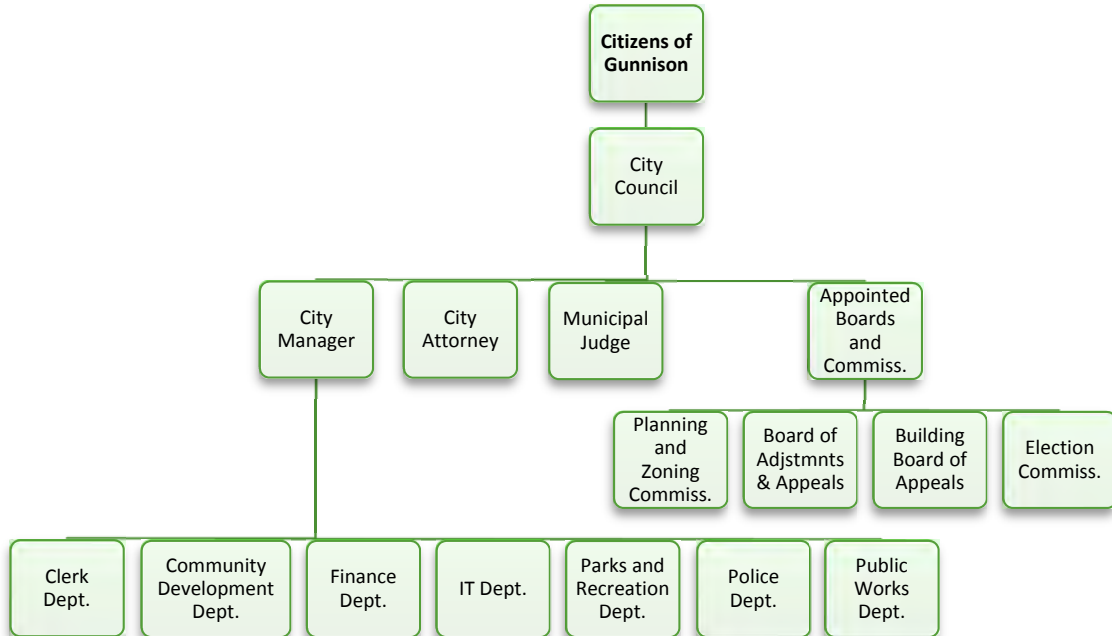 Citizens of
Gunnison
City
Council
City
Manager
City
Attorney
Municipal
Judge
Appointed
Boards
and
Commiss.
Planning
and
Zoning
Commiss.
Board of
Adjstmnts
& Appeals
Building
Board of
Appeals
Election
Commiss.
Clerk
Dept.
Community
Development
Dept.
Finance
Dept.
IT Dept.
Parks and
Recreation
Dept.
Police
Dept.
Public
Works
Dept.